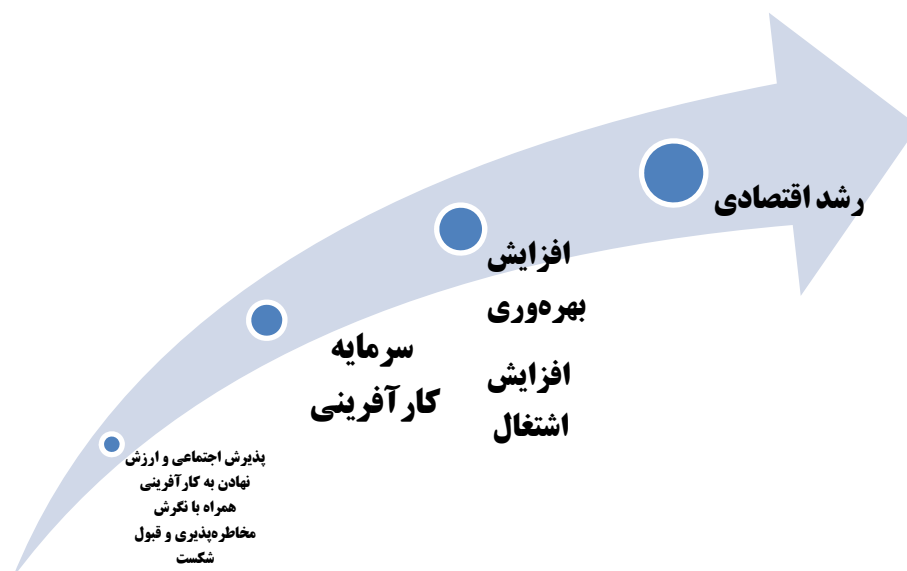 پذیرش اجتماعی و ارزش
نهادن به کارآفرینی
همراه با نگرش
مخاطره‌پذیری و قبول
شکست
سرمایه
کارآفرینی
افزایش
بهره‌وری
افزایش
اشتغال
رشد اقتصادی